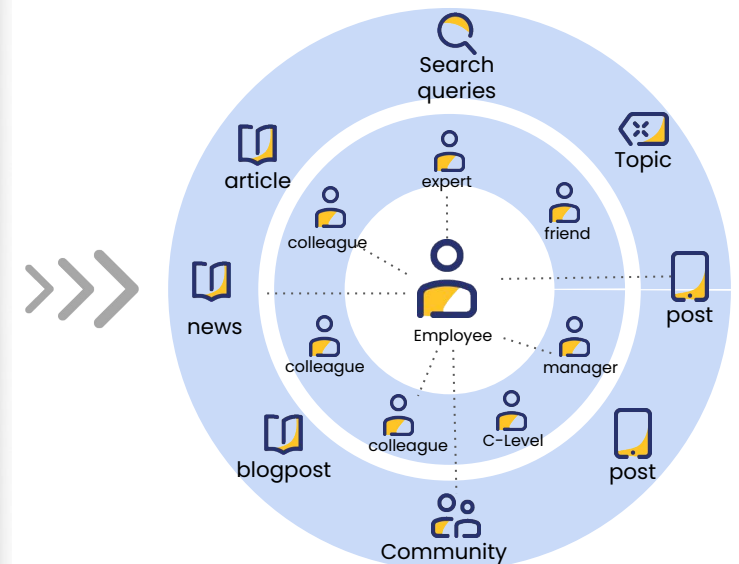 Search
queries
Topic
article
expert
friend
colleague
news
post
Employee
colleague
manager
colleague
C-Level
blogpost
post
Community